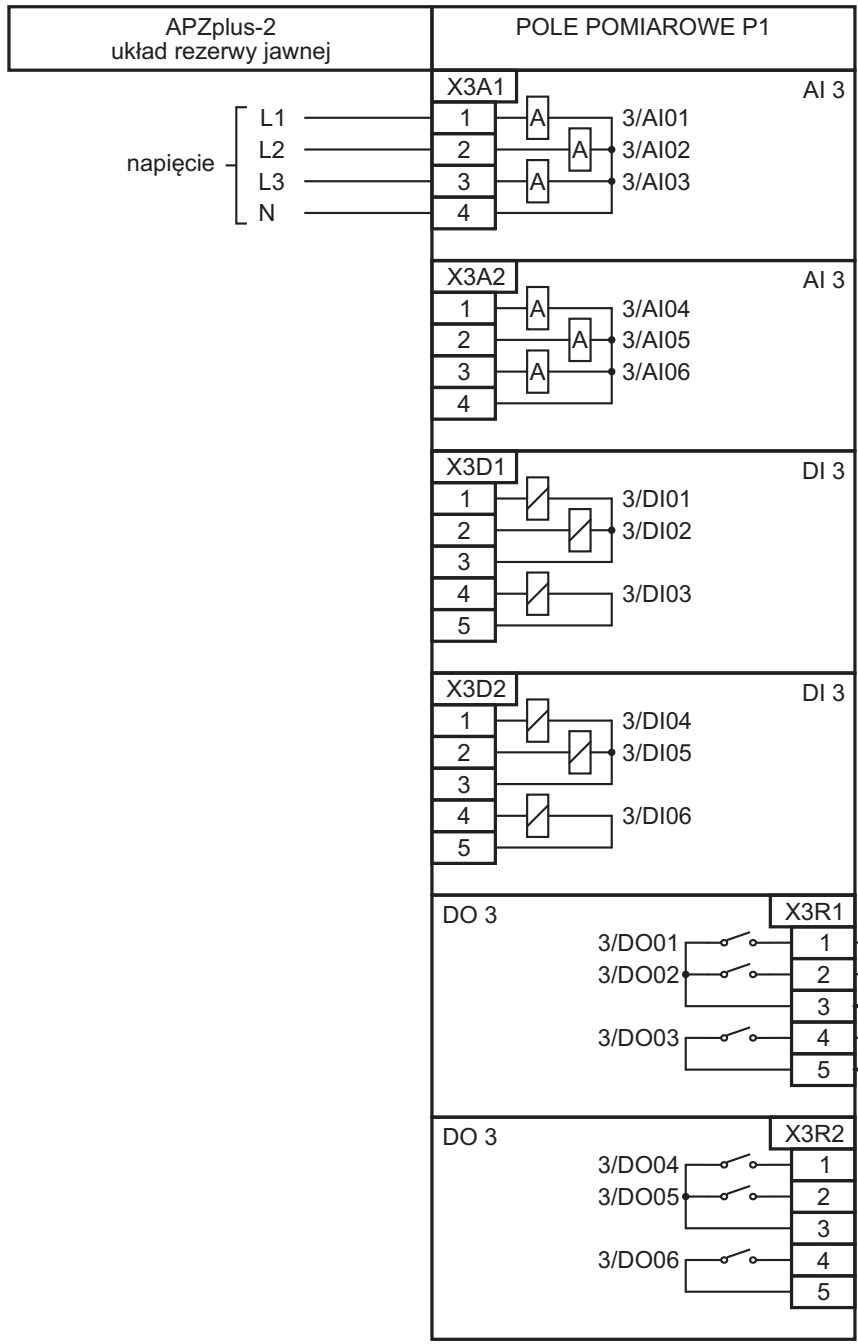 APZplus-2
układ rezerwy jawnej
POLE POMIAROWE P1
X3A1
AI 3
napięcie
L1
1
A
3/AI01
L2
2
A
3/AI02
L3
3
A
3/AI03
N
4
X3A2
AI 3
1
A
3/AI04
2
A
3/AI05
3
A
3/AI06
4
X3D1
DI 3
1
3/DI01
2
3/DI02
3
4
3/DI03
5
X3D2
DI 3
1
3/DI04
2
3/DI05
3
4
3/DI06
5
DO 3
X3R1
3/DO01
1
3/DO02
2
3
3/DO03
4
5
DO 3
X3R2
3/DO04
1
3/DO05
2
3
3/DO06
4
5